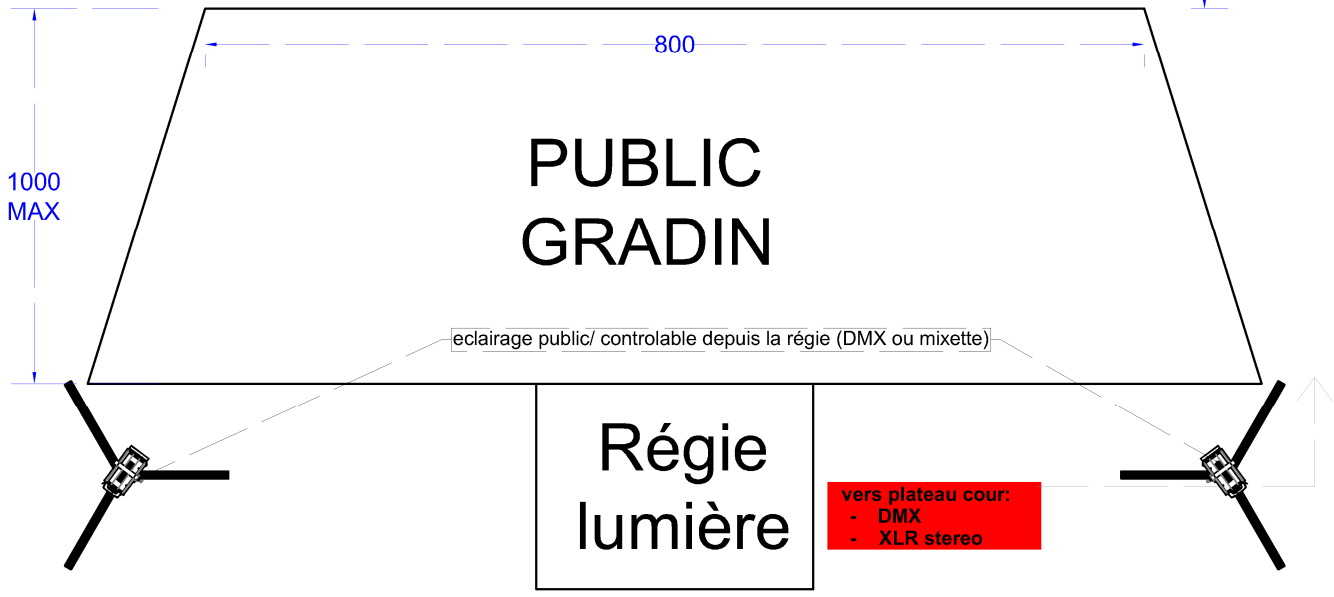 800
PUBLIC
GRADIN
1000
MAX
eclairage public/ controlable depuis la régie (DMX ou mixette)
Régie
lumière
vers plateau cour:
- DMX
- XLR stereo